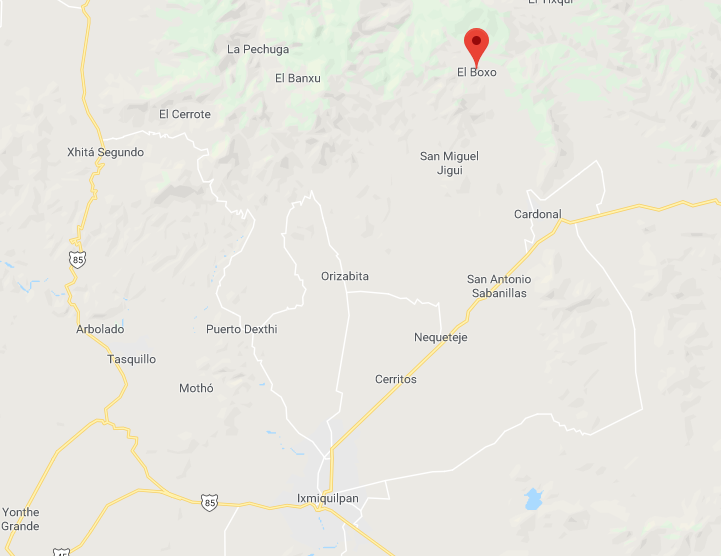 El Tixqui
La Pechuga
El Boxo
El Banxu
El Cerrote
Xhitá Segundo
San Miguel
Jigui
Cardonal
85
Orizabita
San Antonio
Sabanillas
Arbolado
Puerto Dexthi
Nequeteje
Tasquillo
Cerritos
Mothó
Ixmiquilpan
85
Yonthe
Grande
45